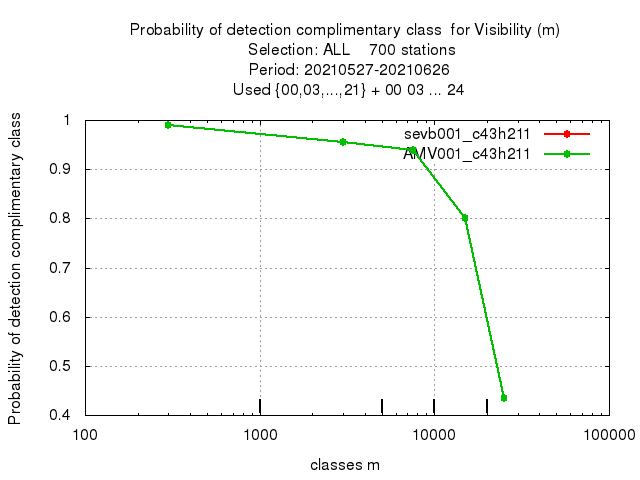 Probability of detection complimentary class  for Visibility (m)
Selection: ALL    700 stations
Period: 20210527-20210626
Used {00,03,...,21} + 00 03 ... 24
Probability of detection complimentary class
1
0.9
0.8
0.7
0.6
0.5
0.4
sevb001_c43h211
AMV001_c43h211
100
1000
10000
100000
classes m